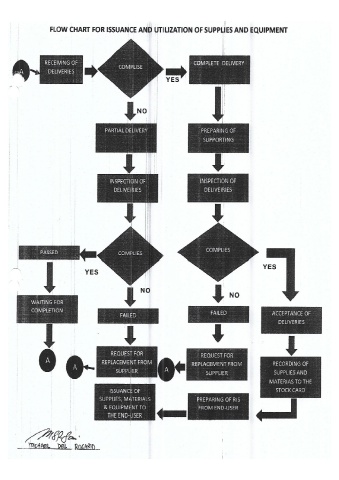 FLOW CHART FOR ISSUANCE AND UTILIZATION OF SUPPLIES AND EQUIPMENT
A
RECEIVING OF
DELIVERIES
COMPLISE
YES
COMPLETE DELIVERY
NO
PARTIAL DELIVERY
PREPARING OF
SUPPORTING
INSPECTION OF
DELIVEIRIES
INSPECTION OF
DELIVERIES
PASSED
YES
COMPLIES
COMPLIES
YES
NO
NO
WAITING FOR
COMPLETION
FAILED
FAILED
ACCEPTANCE OF
DELIVERIES
A
A
REQUEST FOR
REPLACEMENT FROM
SUPPLIER
A
REQUEST FOR
REPLACEMENT FROM
SUPPLIER
RECORDING OF
SUPPLIES AND
MATERIAS TO THE
STOCK CARD
ISSUANCE OF
SUPPLIES, MATERIALS
& EQUIPMENT TO
THE END-USER
PREPARING OF RIS
FROM END-USER
MICHAEL DEL ROSARIO